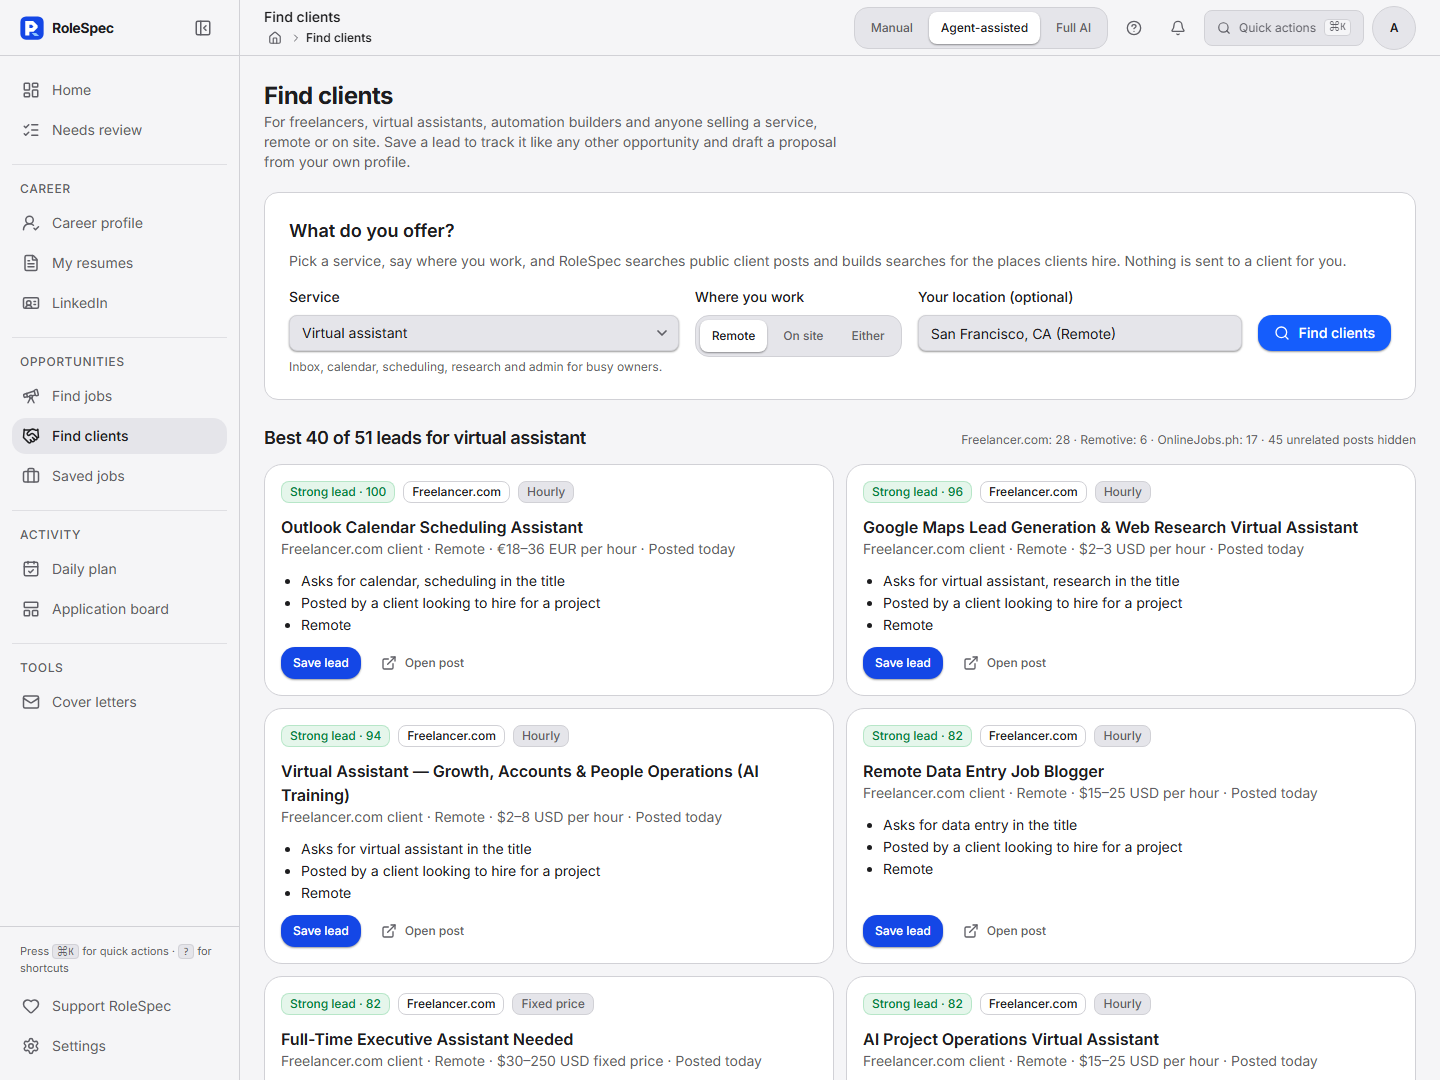 RoleSpec
Home
Needs review
CAREER
Career profile
My resumes
LinkedIn
OPPORTUNITIES
Find jobs
Find clients
Saved jobs
ACTIVITY
Daily plan
Application board
TOOLS
Cover letters
Press ⌘K for quick actions · ? for
shortcuts
Support RoleSpec
Settings
Find clients
Find clients
Manual
Agent-assisted
Full AI
Quick actions ⌘K
A
Find clients
For freelancers, virtual assistants, automation builders and anyone selling a service,
remote or on site. Save a lead to track it like any other opportunity and draft a proposal
from your own profile.
What do you offer?
Pick a service, say where you work, and RoleSpec searches public client posts and builds searches for the places clients hire. Nothing is sent to a client for you.
Service
Where you work
Your location (optional)
Virtual assistant
Remote
On site
Either
San Francisco, CA (Remote)
Find clients
Inbox, calendar, scheduling, research and admin for busy owners.
Best 40 of 51 leads for virtual assistant
Freelancer.com: 28 · Remotive: 6 · OnlineJobs.ph: 17 · 45 unrelated posts hidden
Strong lead · 100
Freelancer.com
Hourly
Outlook Calendar Scheduling Assistant
Freelancer.com client · Remote · €18–36 EUR per hour · Posted today
Asks for calendar, scheduling in the title
Posted by a client looking to hire for a project
Remote
Save lead
Open post
Strong lead · 96
Freelancer.com
Hourly
Google Maps Lead Generation & Web Research Virtual Assistant
Freelancer.com client · Remote · $2–3 USD per hour · Posted today
Asks for virtual assistant, research in the title
Posted by a client looking to hire for a project
Remote
Save lead
Open post
Strong lead · 94
Freelancer.com
Hourly
Virtual Assistant — Growth, Accounts & People Operations (AI
Training)
Freelancer.com client · Remote · $2–8 USD per hour · Posted today
Asks for virtual assistant in the title
Posted by a client looking to hire for a project
Remote
Save lead
Open post
Strong lead · 82
Freelancer.com
Hourly
Remote Data Entry Job Blogger
Freelancer.com client · Remote · $15–25 USD per hour · Posted today
Asks for data entry in the title
Posted by a client looking to hire for a project
Remote
Save lead
Open post
Strong lead · 82
Freelancer.com
Fixed price
Full-Time Executive Assistant Needed
Freelancer.com client · Remote · $30–250 USD fixed price · Posted today
Strong lead · 82
Freelancer.com
Hourly
AI Project Operations Virtual Assistant
Freelancer.com client · Remote · $15–25 USD per hour · Posted today